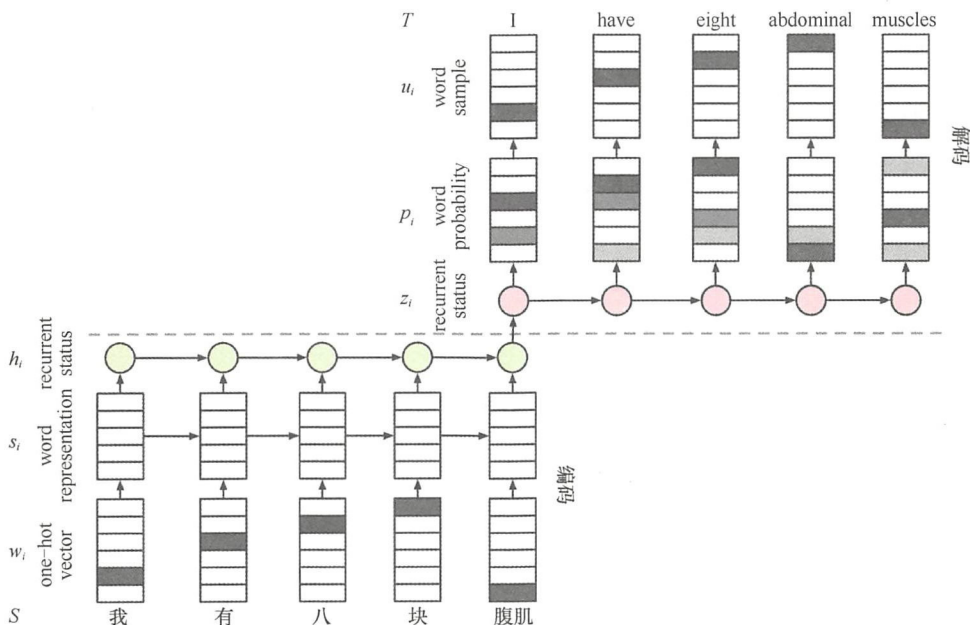 T I have eight abdominal muscles
u_i word sample
解码
p_i word probability
z_i recurrent status
h_i recurrent status
s_i word representation
编码
w_i one-hot vector
S 我 有 八 块 腹肌